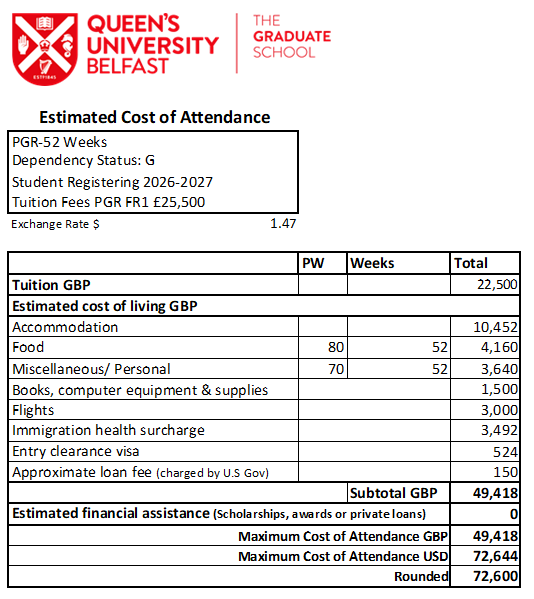 QUEEN'S
UNIVERSITY
BELFAST
ESTD1845
THE
GRADUATE
SCHOOL
Estimated Cost of Attendance
PGR-52 Weeks
Dependency Status: G
Student Registering 2026-2027
Tuition Fees PGR FR1 £25,500
Exchange Rate $ 1.47
PW Weeks Total
Tuition GBP 22,500
Estimated cost of living GBP
Accommodation 10,452
Food 80 52 4,160
Miscellaneous/ Personal 70 52 3,640
Books, computer equipment & supplies 1,500
Flights 3,000
Immigration health surcharge 3,492
Entry clearance visa 524
Approximate loan fee (charged by U.S Gov) 150
Subtotal GBP 49,418
Estimated financial assistance (Scholarships, awards or private loans) 0
Maximum Cost of Attendance GBP 49,418
Maximum Cost of Attendance USD 72,644
Rounded 72,600